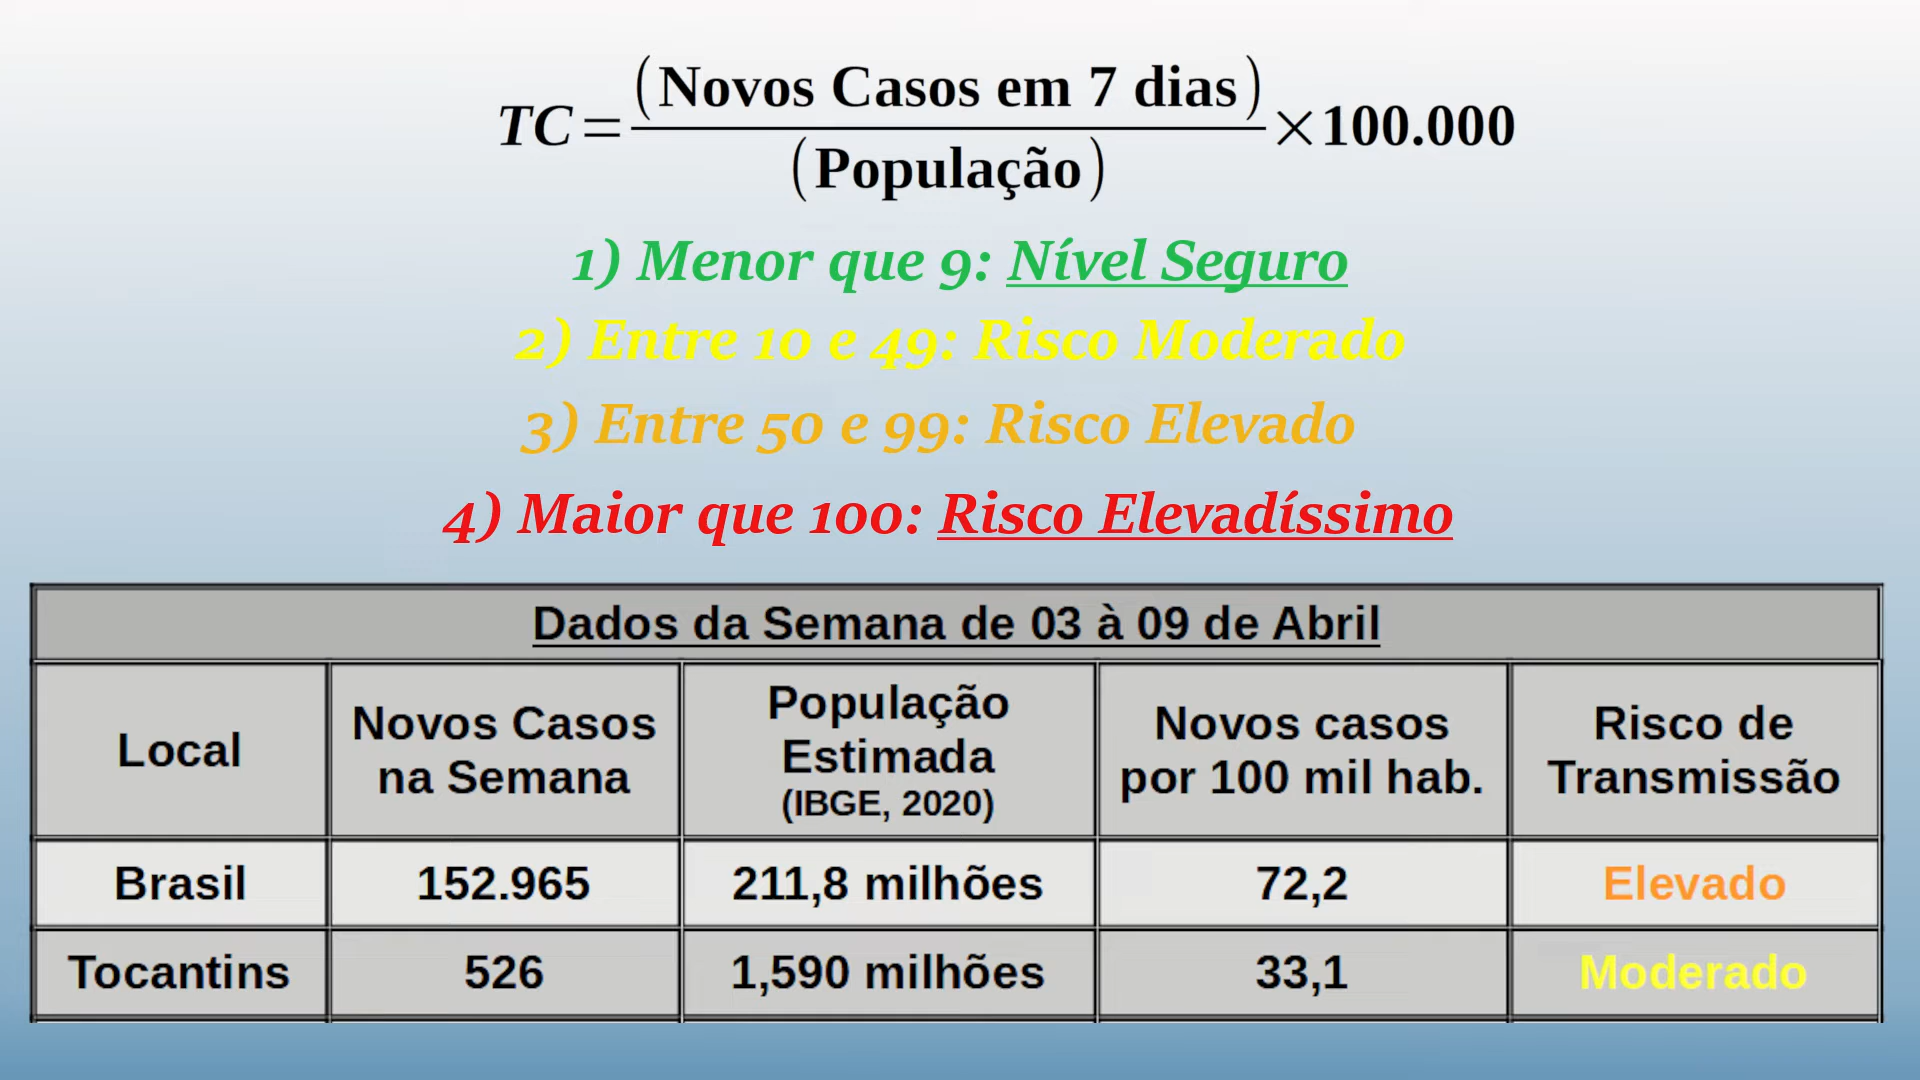 TC = (Novos Casos em 7 dias) / (População) × 100.000
1) Menor que 9: Nível Seguro
2) Entre 10 e 49: Risco Moderado
3) Entre 50 e 99: Risco Elevado
4) Maior que 100: Risco Elevadíssimo
Dados da Semana de 03 à 09 de Abril
Local
Novos Casos
na Semana
População
Estimada
(IBGE, 2020)
Novos casos
por 100 mil hab.
Risco de
Transmissão
Brasil 152.965 211,8 milhões 72,2 Elevado
Tocantins 526 1,590 milhões 33,1 Moderado